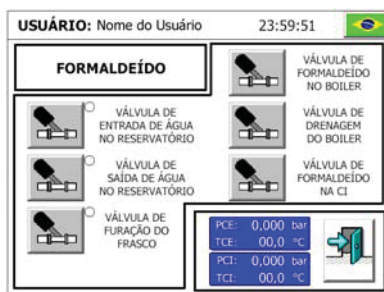 USUÁRIO: Nome do Usuário 23:59:51
FORMALDEÍDO
VÁLVULA DE
ENTRADA DE ÁGUA
NO RESERVATÓRIO
VÁLVULA DE
SAÍDA DE ÁGUA
NO RESERVATÓRIO
VÁLVULA DE
FURAÇÃO DO
FRASCO
VÁLVULA DE
FORMALDEÍDO
NO BOILER
VÁLVULA DE
DRENAGEM
DO BOILER
VÁLVULA DE
FORMALDEÍDO
NA CI
PCE: 0,000 bar
TCE: 00,0 ºC
PCI: 0,000 bar
TCI: 00,0 ºC